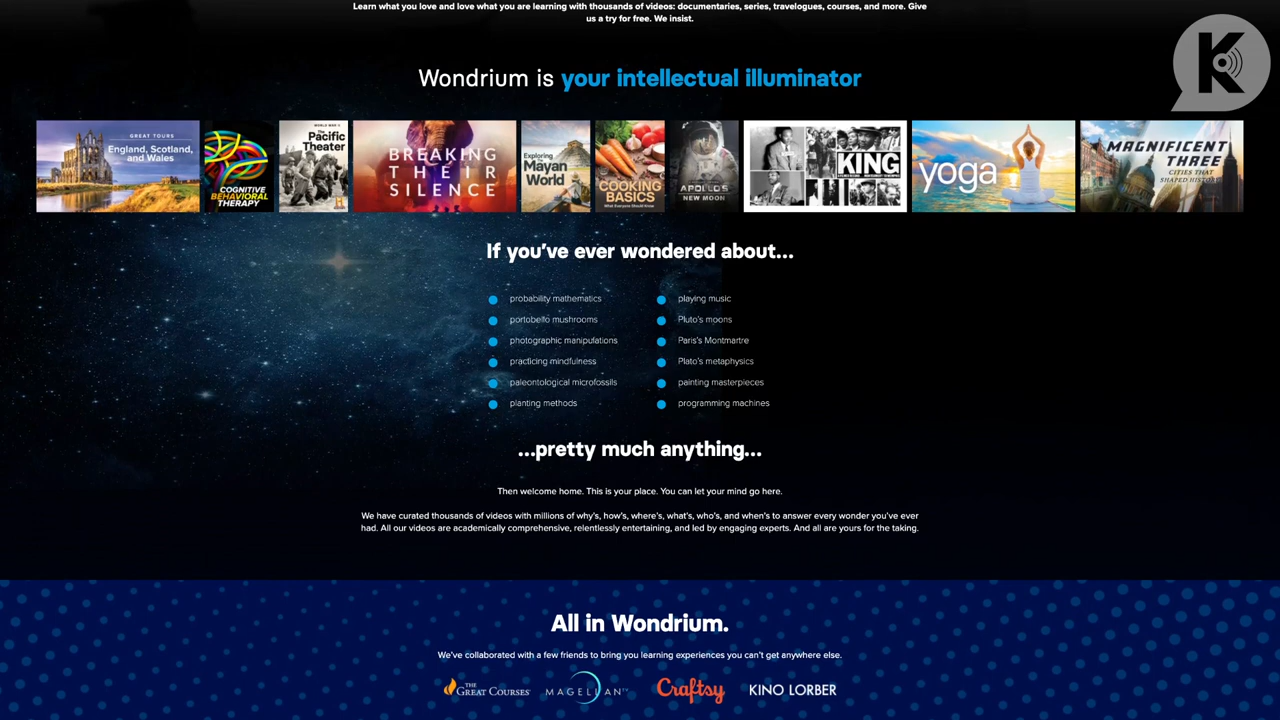 Learn what you love and love what you are learning with thousands of videos: documentaries, series, travelogues, courses, and more. Give
us a try for free. We insist.
K
Wondrium is your intellectual illuminator
GREAT TOURS
England, Scotland,
and Wales
COGNITIVE
BEHAVIORAL
THERAPY
WORLD WAR II
The
Pacific
Theater
BREAKING
THEIR
SILENCE
Exploring
the
Mayan
World
COOKING
BASICS
What Everyone Should Know
APOLLO'S
NEW MOON
KING
yoga
MAGNIFICENT
THREE
CITIES THAT
SHAPED HISTORY
If you've ever wondered about...
probability mathematics
portobello mushrooms
photographic manipulations
practicing mindfulness
paleontological microfossils
planting methods
playing music
Pluto's moons
Paris's Montmartre
Plato's metaphysics
painting masterpieces
programming machines
...pretty much anything...
Then welcome home. This is your place. You can let your mind go here.
We have curated thousands of videos with millions of why's, how's, where's, what's, who's, and when's to answer every wonder you've ever
had. All our videos are academically comprehensive, relentlessly entertaining, and led by engaging experts. And all are yours for the taking.
All in Wondrium.
We've collaborated with a few friends to bring you learning experiences you can't get anywhere else.
THE
GREAT COURSES
MAGELLAN
Craftsy
KINO LORBER